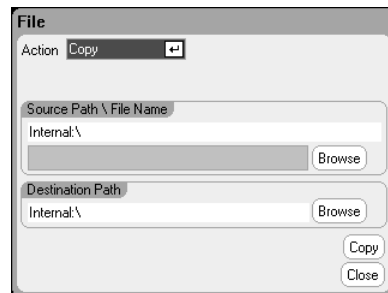 File
Action Copy
Source Path \ File Name
Internal:\
Browse
Destination Path
Internal:\ Browse
Copy
Close